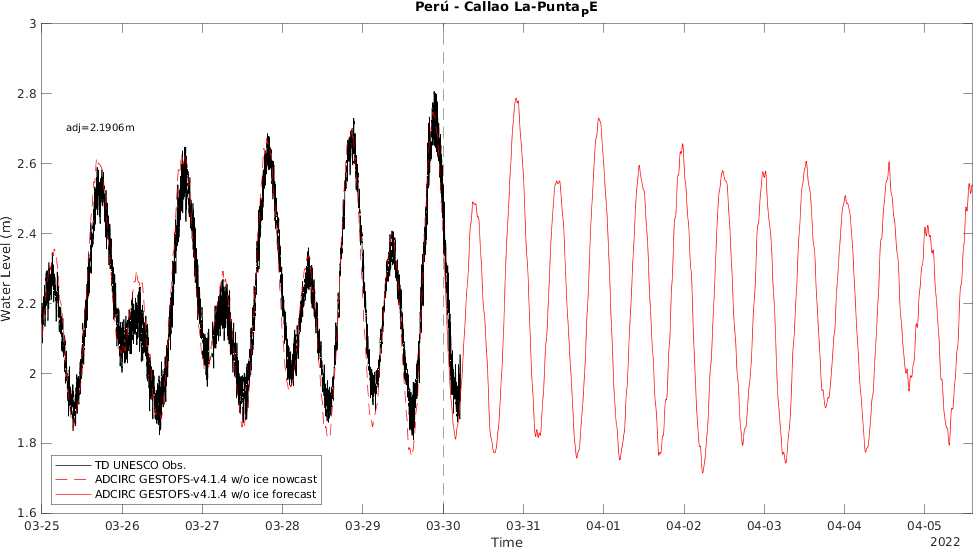 Perú - Callao La-PuntapE
3
2.8
adj=2.1906m
2.6
2.4
Water Level (m)
2.2
2
1.8
TD UNESCO Obs.
ADCIRC GESTOFS-v4.1.4 w/o ice nowcast
ADCIRC GESTOFS-v4.1.4 w/o ice forecast
1.6
03-25 03-26 03-27 03-28 03-29 03-30 03-31 04-01 04-02 04-03 04-04 04-05
Time
2022